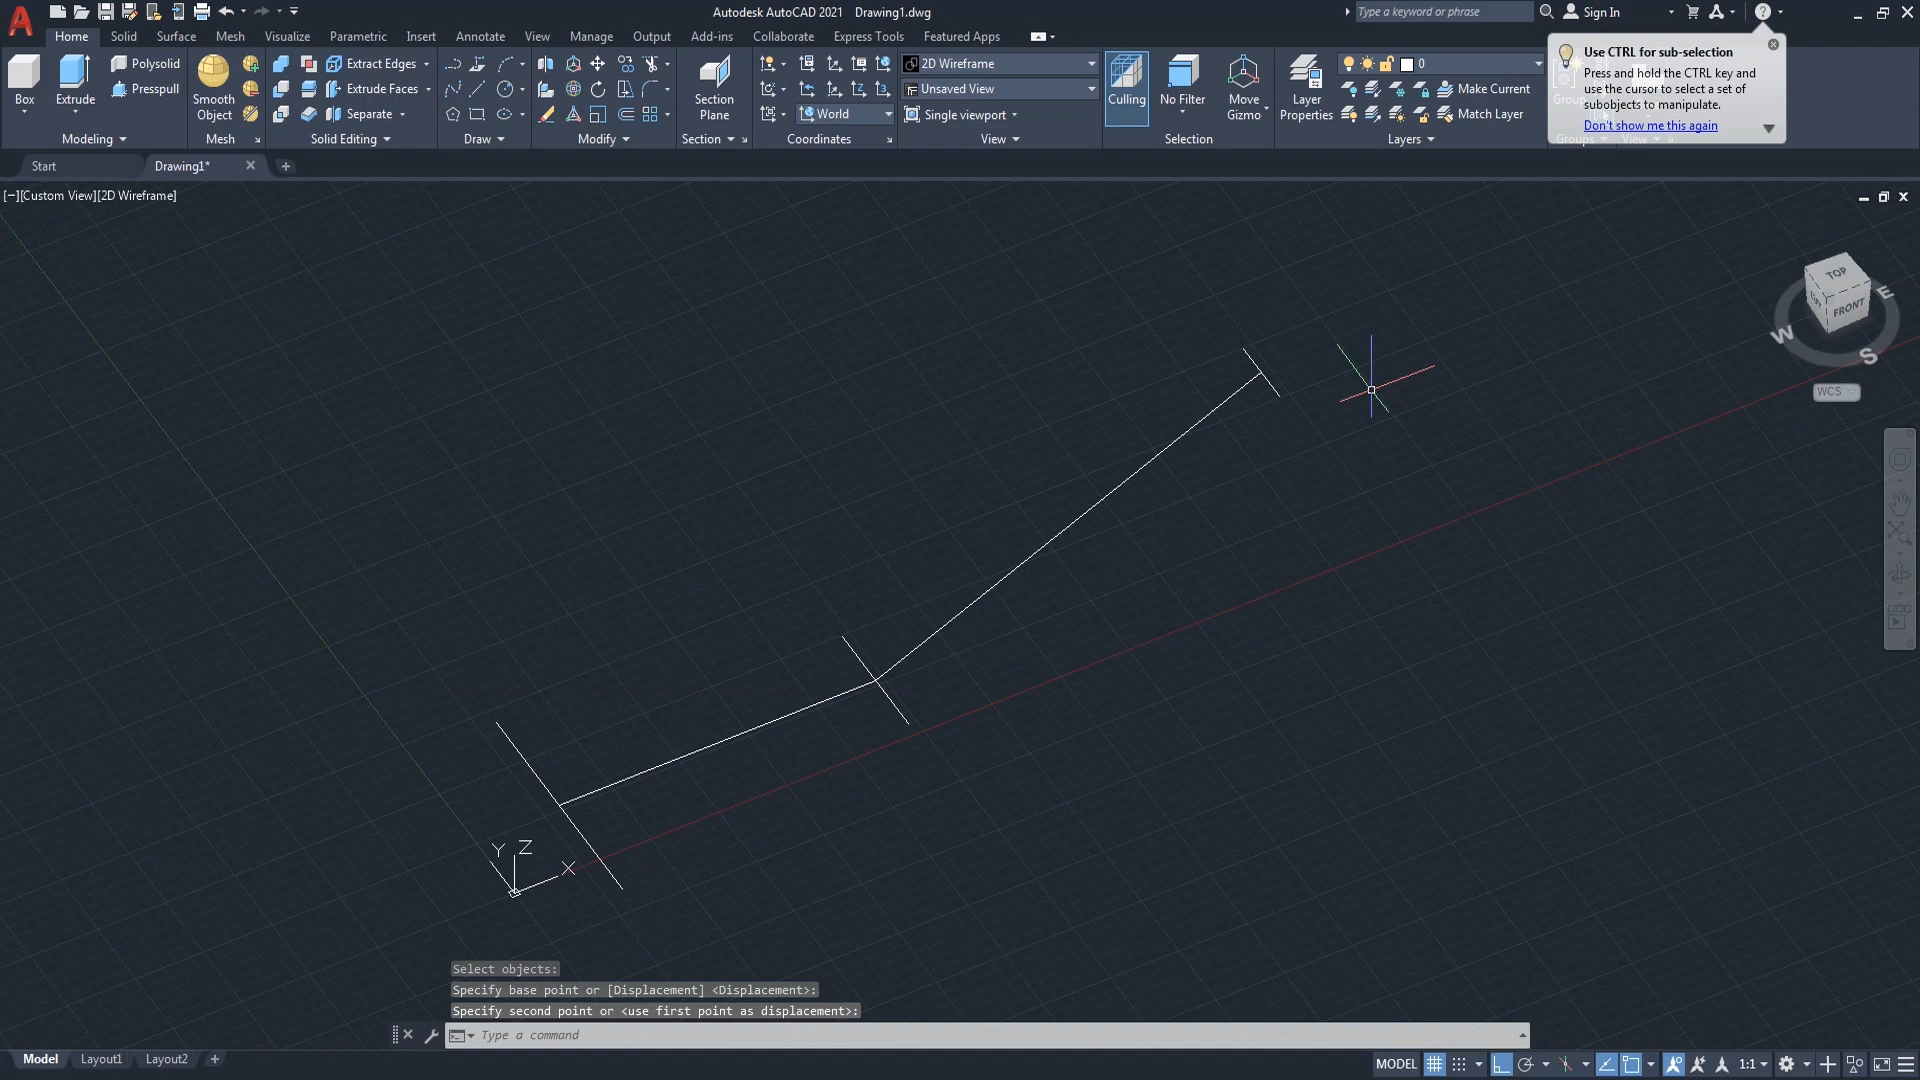 Autodesk AutoCAD 2021 Drawing1.dwg
Type a keyword or phrase
Sign In
Home Solid Surface Mesh Visualize Parametric Insert Annotate View Manage Output Add-ins Collaborate Express Tools Featured Apps
Box
Extrude
Polysolid
Presspull
Modeling
Smooth
Object
Mesh
Extract Edges
Extrude Faces
Separate
Solid Editing
Draw
Modify
Section
Plane
Section
World
Coordinates
2D Wireframe
Unsaved View
Single viewport
View
Culling
No Filter
Move
Gizmo
Selection
Layer
Properties
0
Make Current
Match Layer
Layers
Use CTRL for sub-selection
Press and hold the CTRL key and
use the cursor to select a set of
subobjects to manipulate.
Don't show me this again
Groups
View
Start
Drawing1*
[−][Custom View][2D Wireframe]
TOP
FRONT
W
S
E
WCS
Y Z
X
Select objects:
Specify base point or [Displacement] <Displacement>:
Specify second point or <use first point as displacement>:
Type a command
Model Layout1 Layout2
MODEL
1:1